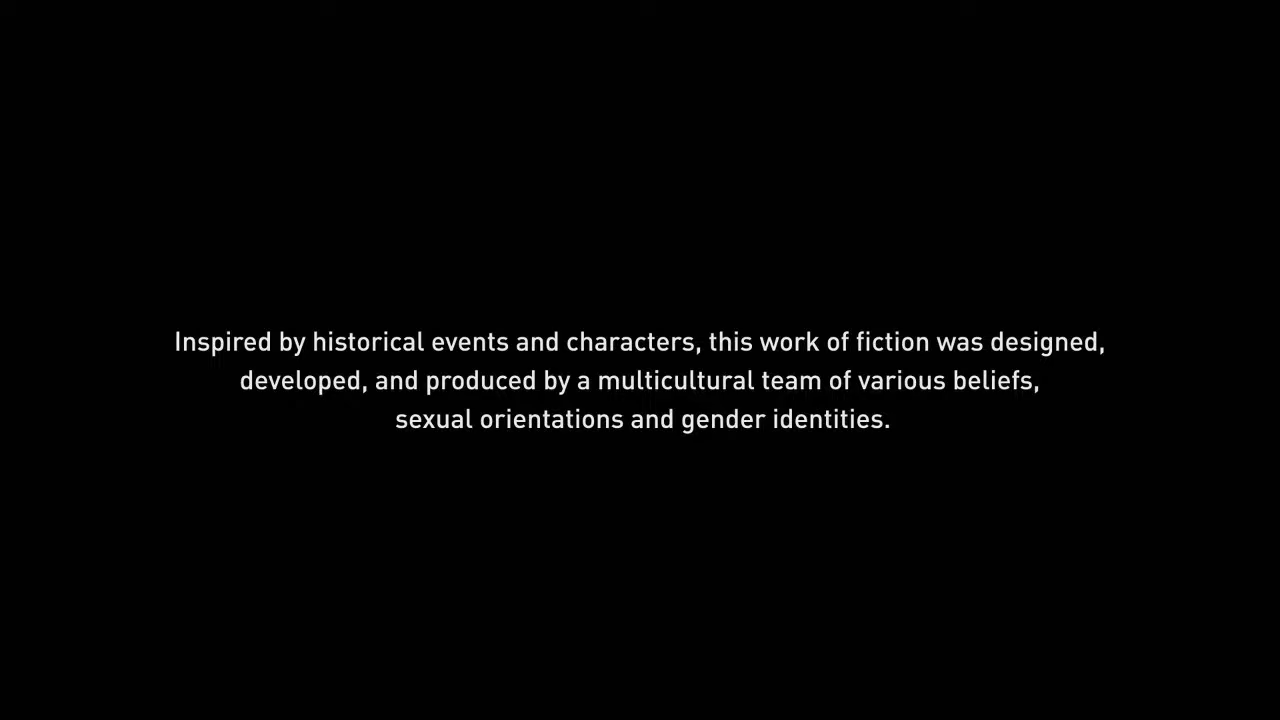 Inspired by historical events and characters, this work of fiction was designed,
developed, and produced by a multicultural team of various beliefs,
sexual orientations and gender identities.